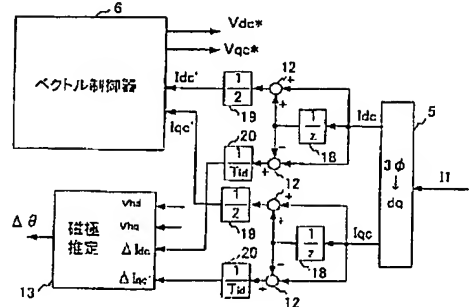 6
Vdc*
Vqc*
ベクトル制御器
Idc'
1/2
19
12
+
+
Iqc'
20
1/Tid
1/z
18
Idc
5
3φ
↓
dq
I1
−
+
12
1/2
19
+
+
1/z
18
Iqc
Δθ
磁極
推定
13
vhd
vhq
ΔIdc
ΔIqc'
20
1/Tid
−
+
12